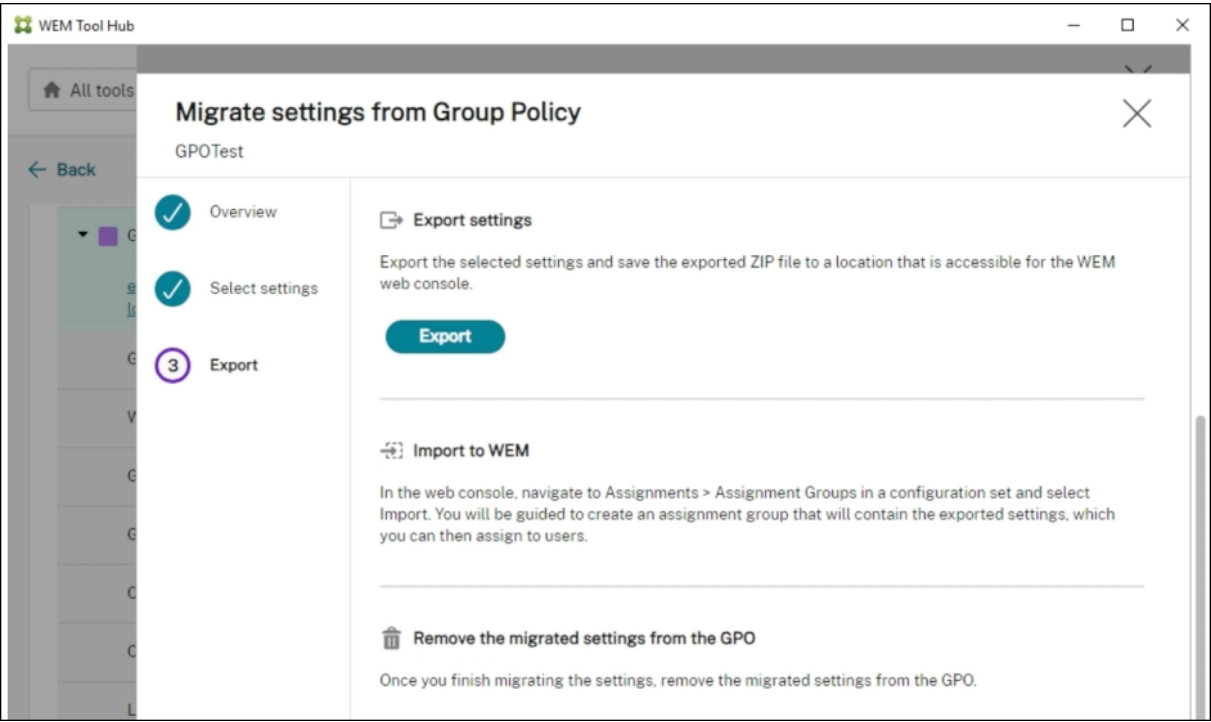 WEM Tool Hub
All tools
Migrate settings from Group Policy
GPOTest
Back
Overview
Select settings
3 Export
Export settings
Export the selected settings and save the exported ZIP file to a location that is accessible for the WEM
web console.
Export
Import to WEM
In the web console, navigate to Assignments > Assignment Groups in a configuration set and select
Import. You will be guided to create an assignment group that will contain the exported settings, which
you can then assign to users.
Remove the migrated settings from the GPO
Once you finish migrating the settings, remove the migrated settings from the GPO.